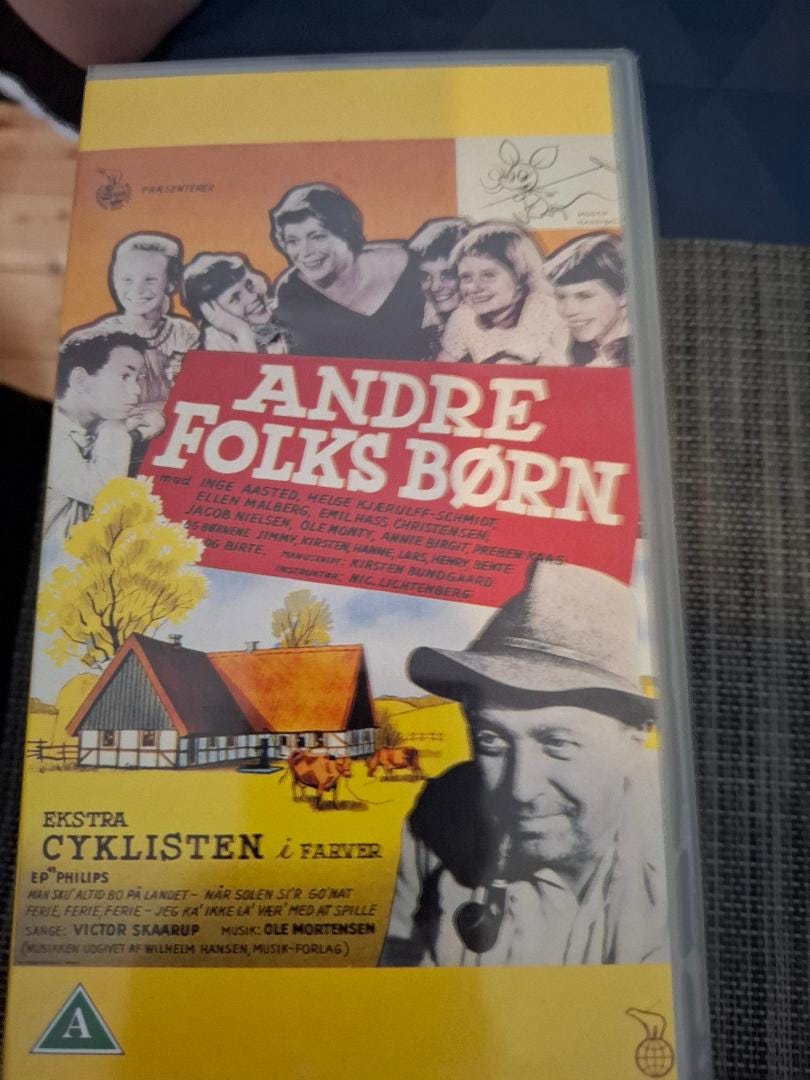 PRÆSENTERER
MUSEN
ANDRE
FOLKS BØRN
med INGE AASTED, HELGE KJÆRULFF-SCHMIDT,
ELLEN MALBERG, EMIL HASS CHRISTENSEN,
JACOB NIELSEN, OLE MONTY, ANNIE BIRGIT, PREBEN KAAS
OG BØRNENE JIMMY, KIRSTEN, HANNE, LARS, HENRY, BENTE
OG BIRTE. MANUSKRIPT: KIRSTEN BUNDGAARD
INSTRUKTØR: NIC. LICHTENBERG
EKSTRA
CYKLISTEN i FARVER
EP 45 PHILIPS
MAN SKU' ALTID BO PÅ LANDET - NÅR SOLEN SI'R GO'NAT
FERIE, FERIE, FERIE - JEG KA' IKKE LA' VÆR' MED AT SPILLE
SANGE: VICTOR SKAARUP MUSIK: OLE MORTENSEN
(MUSIKKEN UDGIVET AF WILHELM HANSEN, MUSIK-FORLAG)
A